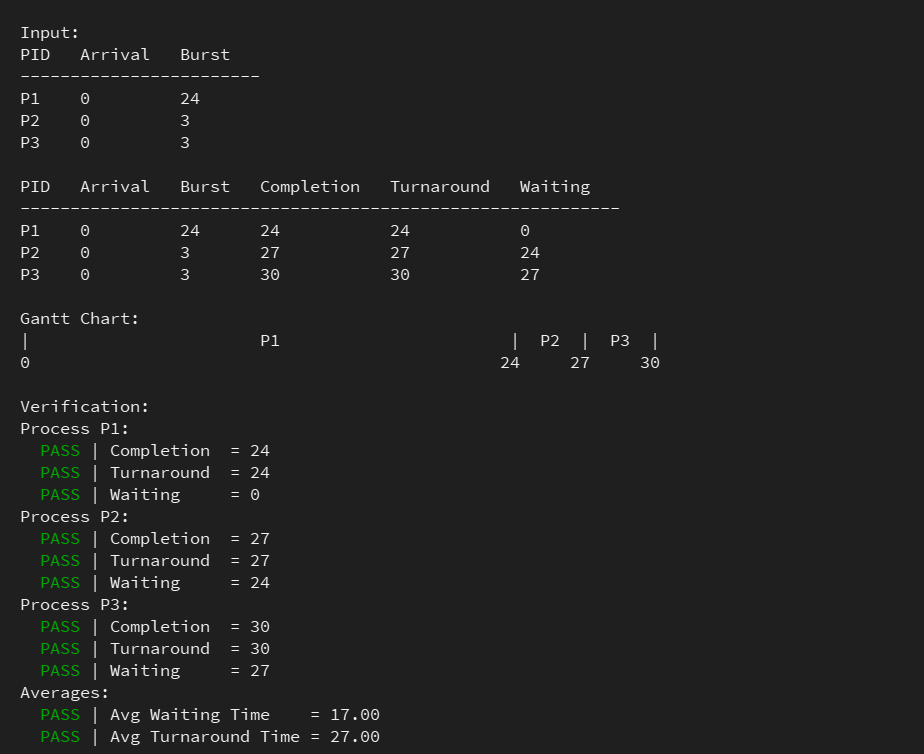 Input:
PID   Arrival   Burst
------------------------
P1    0         24
P2    0         3
P3    0         3
PID   Arrival   Burst   Completion   Turnaround   Waiting
------------------------------------------------------------
P1    0         24      24           24           0
P2    0         3       27           27           24
P3    0         3       30           30           27
Gantt Chart:
|                       P1                       |  P2  |  P3  |
0                                               24     27     30
Verification:
Process P1:
  PASS | Completion  = 24
  PASS | Turnaround  = 24
  PASS | Waiting     = 0
Process P2:
  PASS | Completion  = 27
  PASS | Turnaround  = 27
  PASS | Waiting     = 24
Process P3:
  PASS | Completion  = 30
  PASS | Turnaround  = 30
  PASS | Waiting     = 27
Averages:
  PASS | Avg Waiting Time    = 17.00
  PASS | Avg Turnaround Time = 27.00